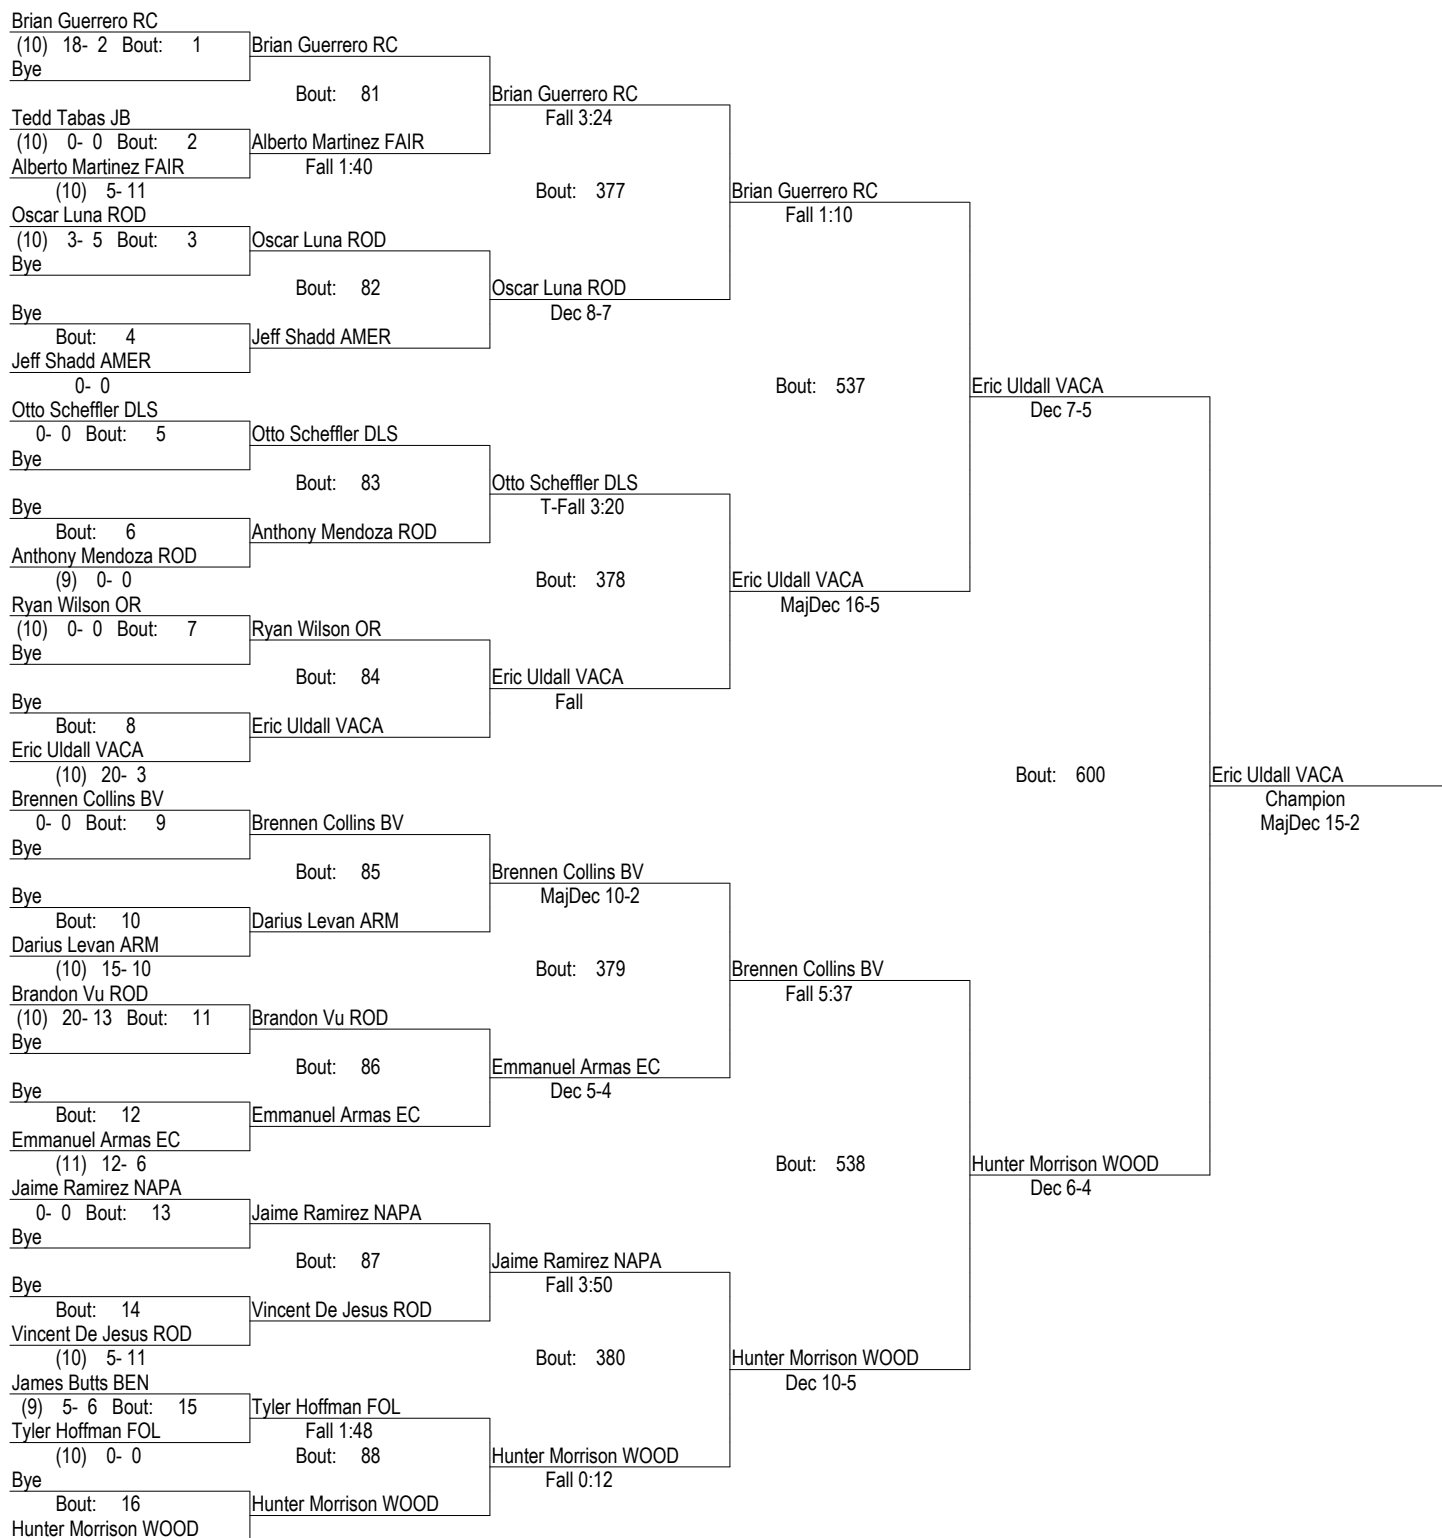 Brian Guerrero RC
(10) 18- 2 Bout: 1
Brian Guerrero RC
Bye
Bout: 81
Brian Guerrero RC
Tedd Tabas JB
Fall 3:24
(10) 0- 0 Bout: 2
Alberto Martinez FAIR
Alberto Martinez FAIR
Fall 1:40
(10) 5- 11
Bout: 377
Brian Guerrero RC
Oscar Luna ROD
Fall 1:10
(10) 3- 5 Bout: 3
Oscar Luna ROD
Bye
Bout: 82
Oscar Luna ROD
Bye
Dec 8-7
Bout: 4
Jeff Shadd AMER
Jeff Shadd AMER
0- 0
Bout: 537
Eric Uldall VACA
Otto Scheffler DLS
Dec 7-5
0- 0 Bout: 5
Otto Scheffler DLS
Bye
Bout: 83
Otto Scheffler DLS
Bye
T-Fall 3:20
Bout: 6
Anthony Mendoza ROD
Anthony Mendoza ROD
(9) 0- 0
Bout: 378
Eric Uldall VACA
Ryan Wilson OR
MajDec 16-5
(10) 0- 0 Bout: 7
Ryan Wilson OR
Bye
Bout: 84
Eric Uldall VACA
Bye
Fall
Bout: 8
Eric Uldall VACA
Eric Uldall VACA
(10) 20- 3
Bout: 600
Eric Uldall VACA
Brennen Collins BV
Champion
0- 0 Bout: 9
Brennen Collins BV
MajDec 15-2
Bye
Bout: 85
Brennen Collins BV
Bye
MajDec 10-2
Bout: 10
Darius Levan ARM
Darius Levan ARM
(10) 15- 10
Bout: 379
Brennen Collins BV
Brandon Vu ROD
Fall 5:37
(10) 20- 13 Bout: 11
Brandon Vu ROD
Bye
Bout: 86
Emmanuel Armas EC
Bye
Dec 5-4
Bout: 12
Emmanuel Armas EC
Emmanuel Armas EC
(11) 12- 6
Bout: 538
Hunter Morrison WOOD
Jaime Ramirez NAPA
Dec 6-4
0- 0 Bout: 13
Jaime Ramirez NAPA
Bye
Bout: 87
Jaime Ramirez NAPA
Bye
Fall 3:50
Bout: 14
Vincent De Jesus ROD
Vincent De Jesus ROD
(10) 5- 11
Bout: 380
Hunter Morrison WOOD
James Butts BEN
Dec 10-5
(9) 5- 6 Bout: 15
Tyler Hoffman FOL
Tyler Hoffman FOL
Fall 1:48
(10) 0- 0
Bout: 88
Hunter Morrison WOOD
Bye
Fall 0:12
Bout: 16
Hunter Morrison WOOD
Hunter Morrison WOOD